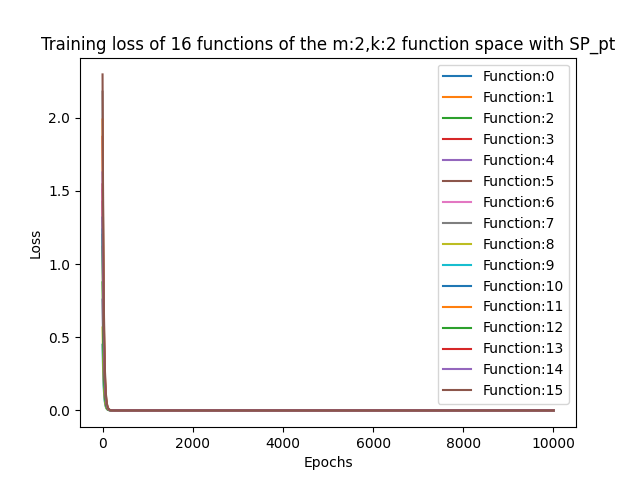 Training loss of 16 functions of the m:2,k:2 function space with SP_pt
Function:0
Function:1
Function:2
Function:3
Function:4
Function:5
Function:6
Function:7
Function:8
Function:9
Function:10
Function:11
Function:12
Function:13
Function:14
Function:15
2.0
1.5
1.0
0.5
0.0
Loss
0 2000 4000 6000 8000 10000
Epochs